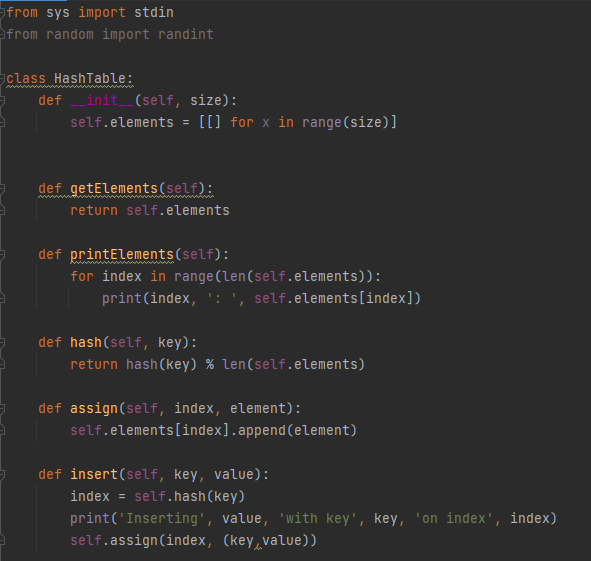 from sys import stdin
from random import randint
class HashTable:
def __init__(self, size):
self.elements = [[] for x in range(size)]
def getElements(self):
return self.elements
def printElements(self):
for index in range(len(self.elements)):
print(index, ': ', self.elements[index])
def hash(self, key):
return hash(key) % len(self.elements)
def assign(self, index, element):
self.elements[index].append(element)
def insert(self, key, value):
index = self.hash(key)
print('Inserting', value, 'with key', key, 'on index', index)
self.assign(index, (key,value))